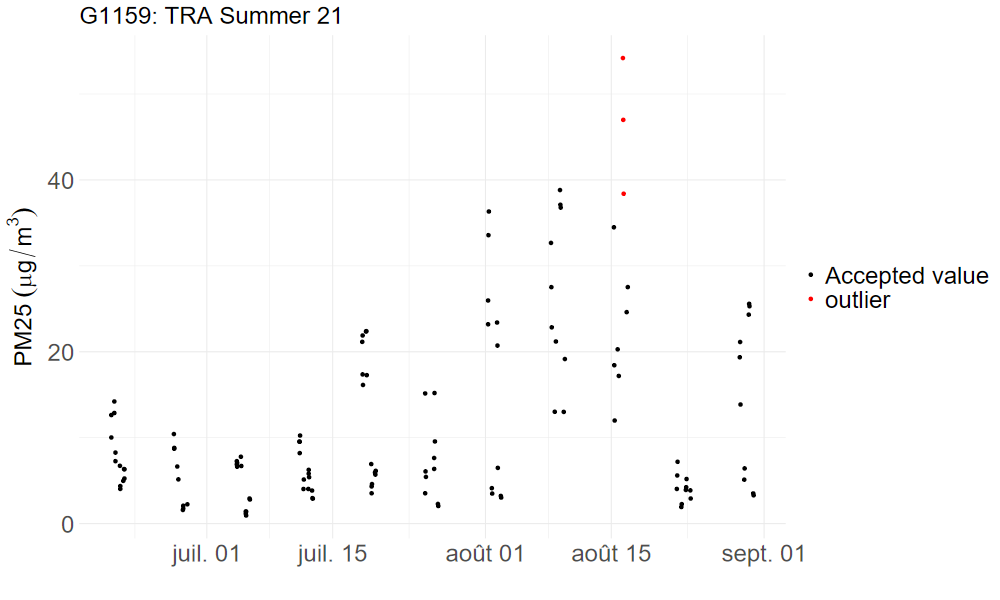 G1159: TRA Summer 21
PM25 (μg/m³)
40
20
0
juil. 01
juil. 15
août 01
août 15
sept. 01
Accepted value
outlier